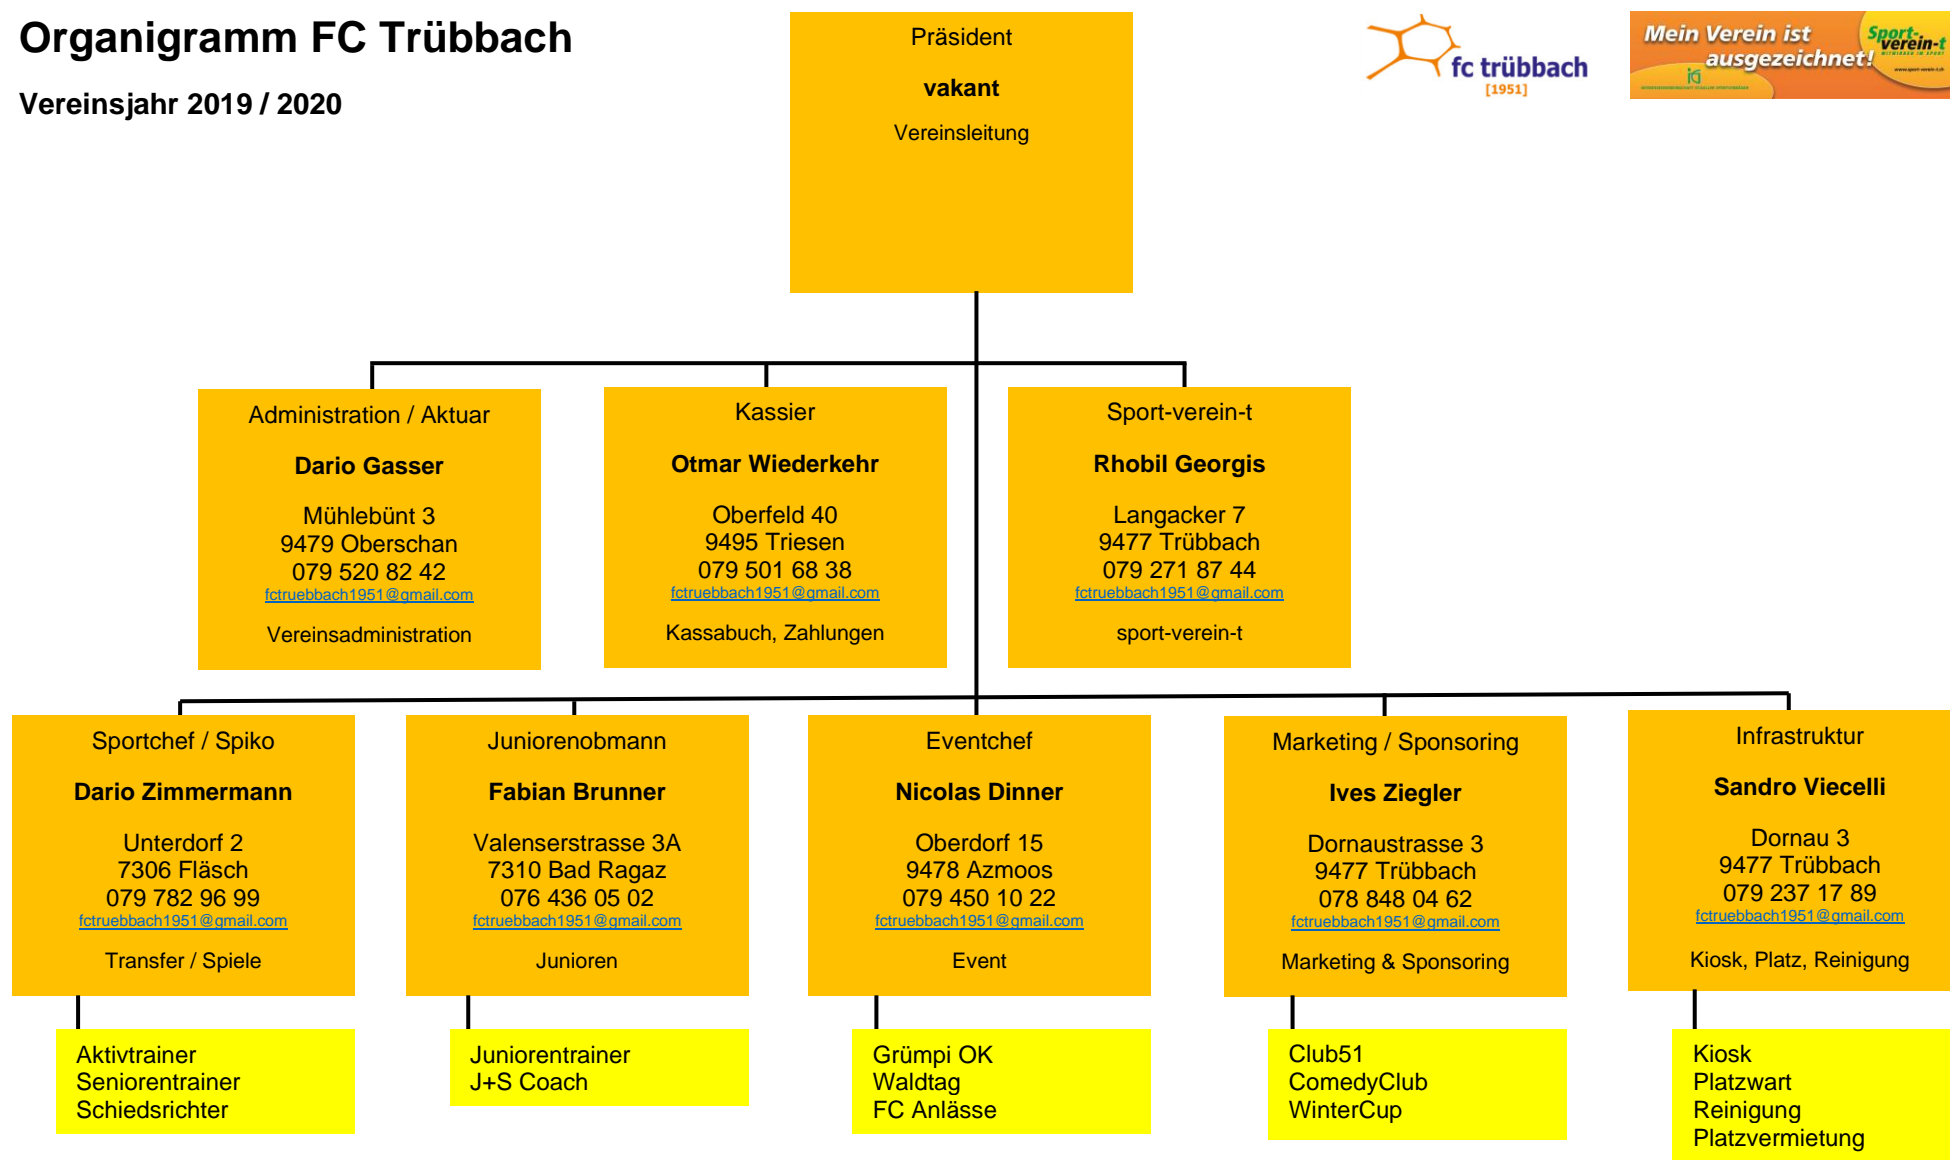 Organigramm FC Trübbach
Vereinsjahr 2019 / 2020
Präsident
vakant
Vereinsleitung
fc trübbach
[1951]
Mein Verein ist
ausgezeichnet!
Sport-
verein-t
Administration / Aktuar
Dario Gasser
Mühlebünt 3
9479 Oberschan
079 520 82 42
fctruebbach1951@gmail.com
Vereinsadministration
Kassier
Otmar Wiederkehr
Oberfeld 40
9495 Triesen
079 501 68 38
fctruebbach1951@gmail.com
Kassabuch, Zahlungen
Sport-verein-t
Rhobil Georgis
Langacker 7
9477 Trübbach
079 271 87 44
fctruebbach1951@gmail.com
sport-verein-t
Sportchef / Spiko
Dario Zimmermann
Unterdorf 2
7306 Fläsch
079 782 96 99
fctruebbach1951@gmail.com
Transfer / Spiele
Juniorenobmann
Fabian Brunner
Valenserstrasse 3A
7310 Bad Ragaz
076 436 05 02
fctruebbach1951@gmail.com
Junioren
Eventchef
Nicolas Dinner
Oberdorf 15
9478 Azmoos
079 450 10 22
fctruebbach1951@gmail.com
Event
Marketing / Sponsoring
Ives Ziegler
Dornaustrasse 3
9477 Trübbach
078 848 04 62
fctruebbach1951@gmail.com
Marketing & Sponsoring
Infrastruktur
Sandro Viecelli
Dornau 3
9477 Trübbach
079 237 17 89
fctruebbach1951@gmail.com
Kiosk, Platz, Reinigung
Aktivtrainer
Seniorentrainer
Schiedsrichter
Juniorentrainer
J+S Coach
Grümpi OK
Waldtag
FC Anlässe
Club51
ComedyClub
WinterCup
Kiosk
Platzwart
Reinigung
Platzvermietung